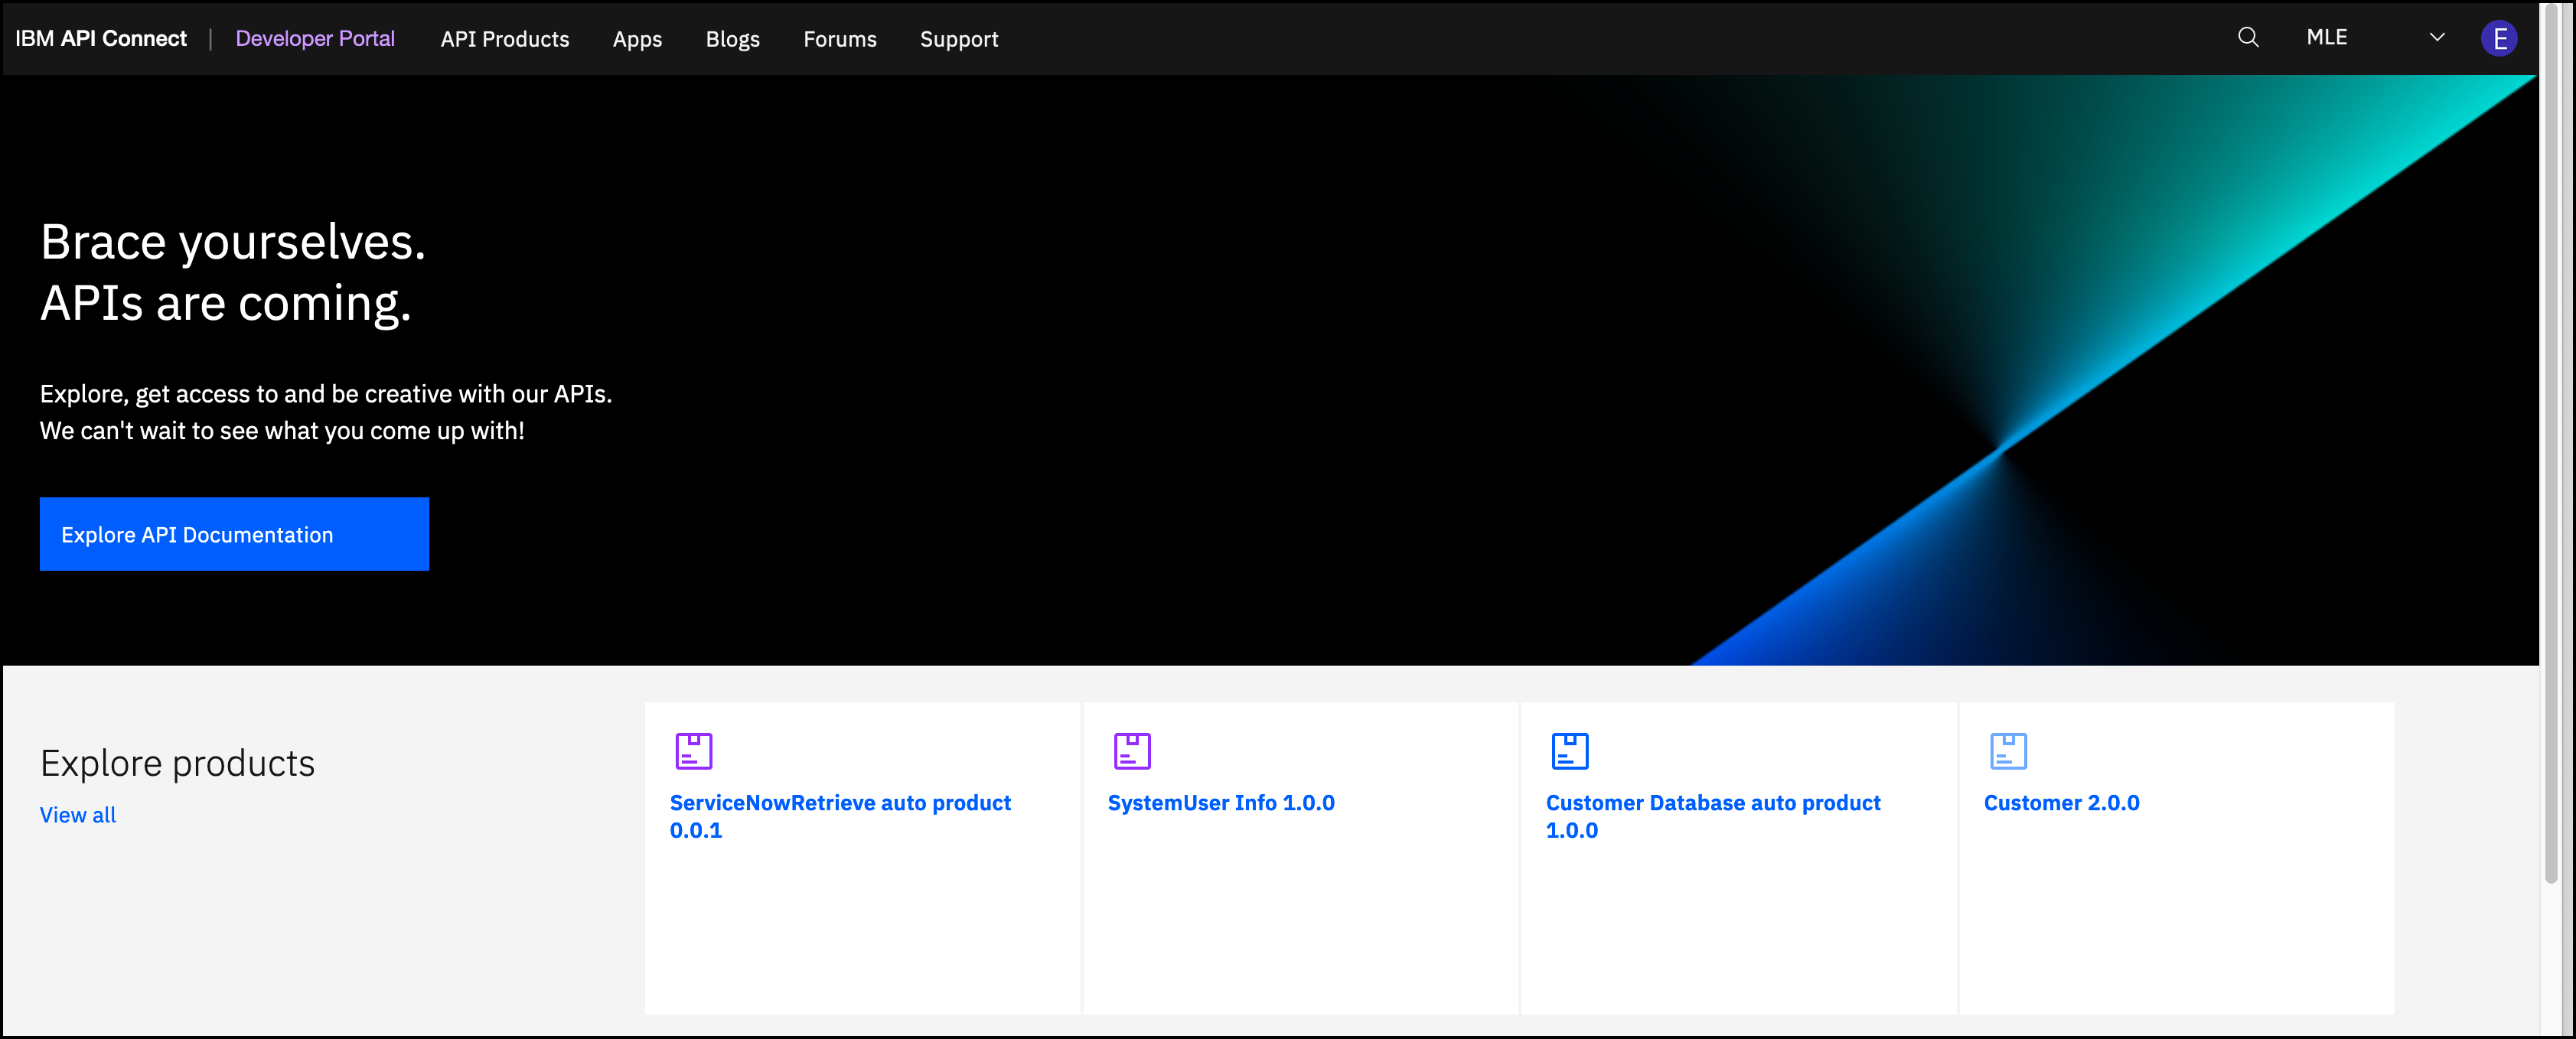 IBM API Connect | Developer Portal API Products Apps Blogs Forums Support MLE E
Brace yourselves.
APIs are coming.
Explore, get access to and be creative with our APIs.
We can't wait to see what you come up with!
Explore API Documentation
Explore products
View all
ServiceNowRetrieve auto product
0.0.1
SystemUser Info 1.0.0
Customer Database auto product
1.0.0
Customer 2.0.0